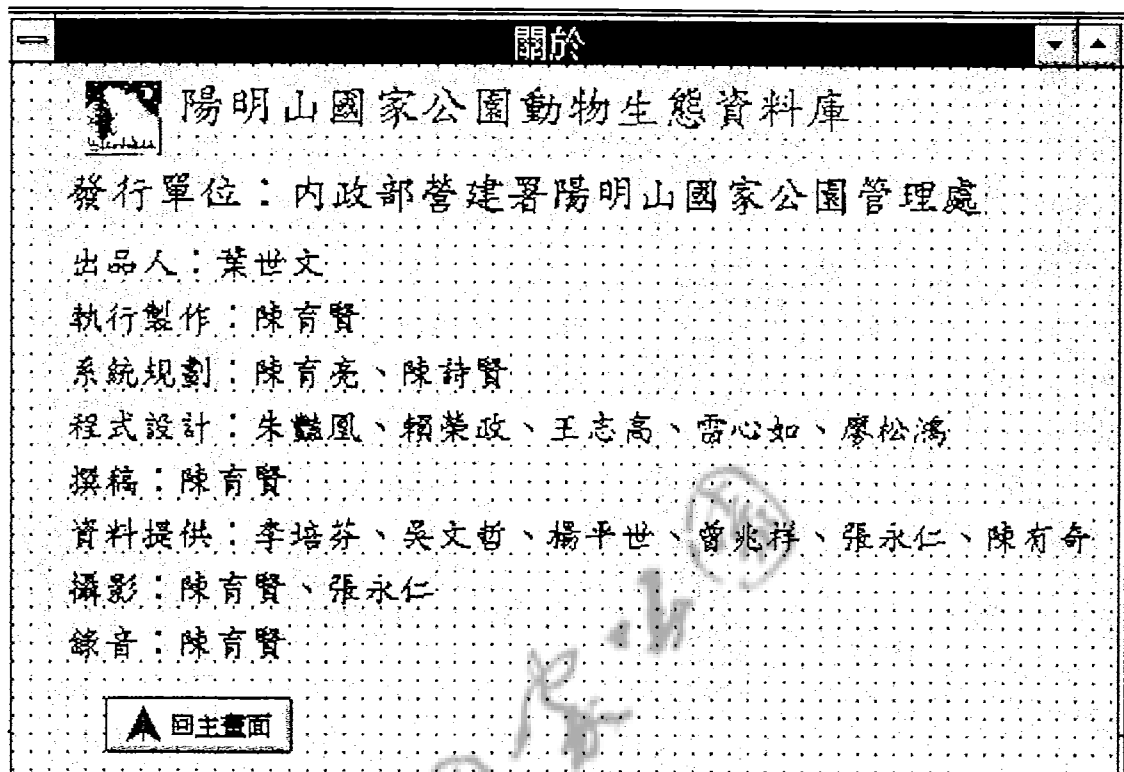 關於
陽明山國家公園動物生態資料庫
發行單位：內政部營建署陽明山國家公園管理處
出品人：葉世文
執行製作：陳育賢
系統規劃：陳育亮、陳詩賢
程式設計：朱豔凰、賴榮政、王志高、雷心如、廖松鴻
撰稿：陳育賢
資料提供：李培芬、吳文哲、楊平世、曾兆祥、張永仁、陳有奇
攝影：陳育賢、張永仁
錄音：陳育賢
回主畫面